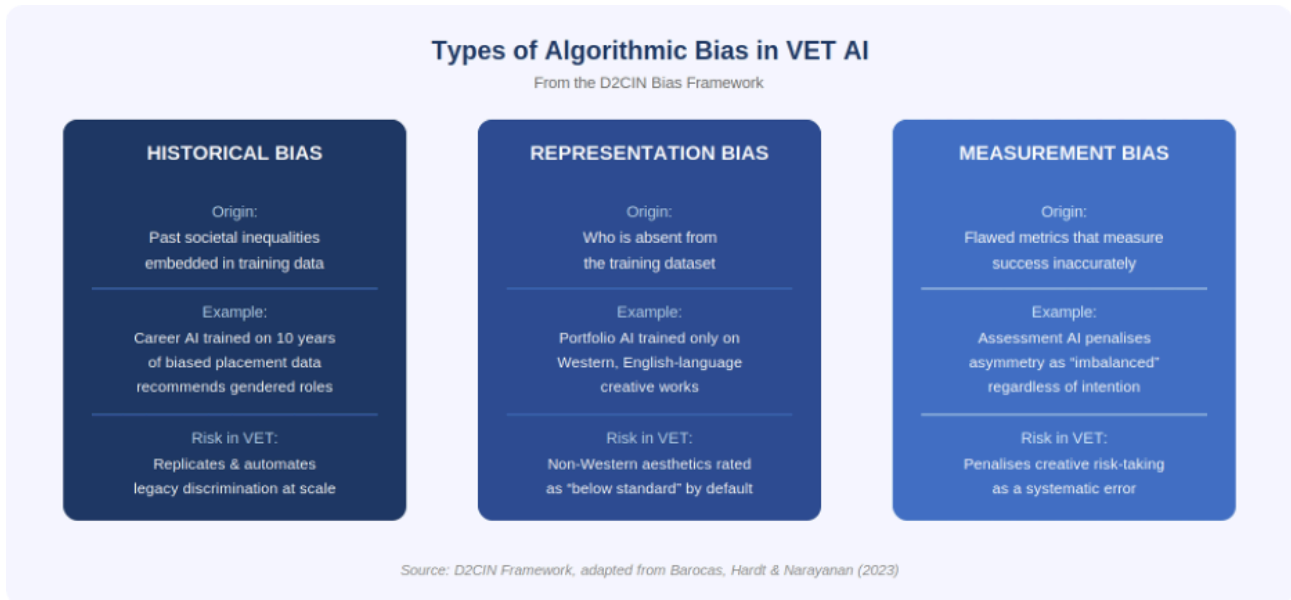 Types of Algorithmic Bias in VET AI
From the D2CIN Bias Framework
HISTORICAL BIAS
Origin:
Past societal inequalities
embedded in training data
Example:
Career AI trained on 10 years
of biased placement data
recommends gendered roles
Risk in VET:
Replicates & automates
legacy discrimination at scale
REPRESENTATION BIAS
Origin:
Who is absent from
the training dataset
Example:
Portfolio AI trained only on
Western, English-language
creative works
Risk in VET:
Non-Western aesthetics rated
as “below standard” by default
MEASUREMENT BIAS
Origin:
Flawed metrics that measure
success inaccurately
Example:
Assessment AI penalises
asymmetry as “imbalanced”
regardless of intention
Risk in VET:
Penalises creative risk-taking
as a systematic error
Source: D2CIN Framework, adapted from Barocas, Hardt & Narayanan (2023)